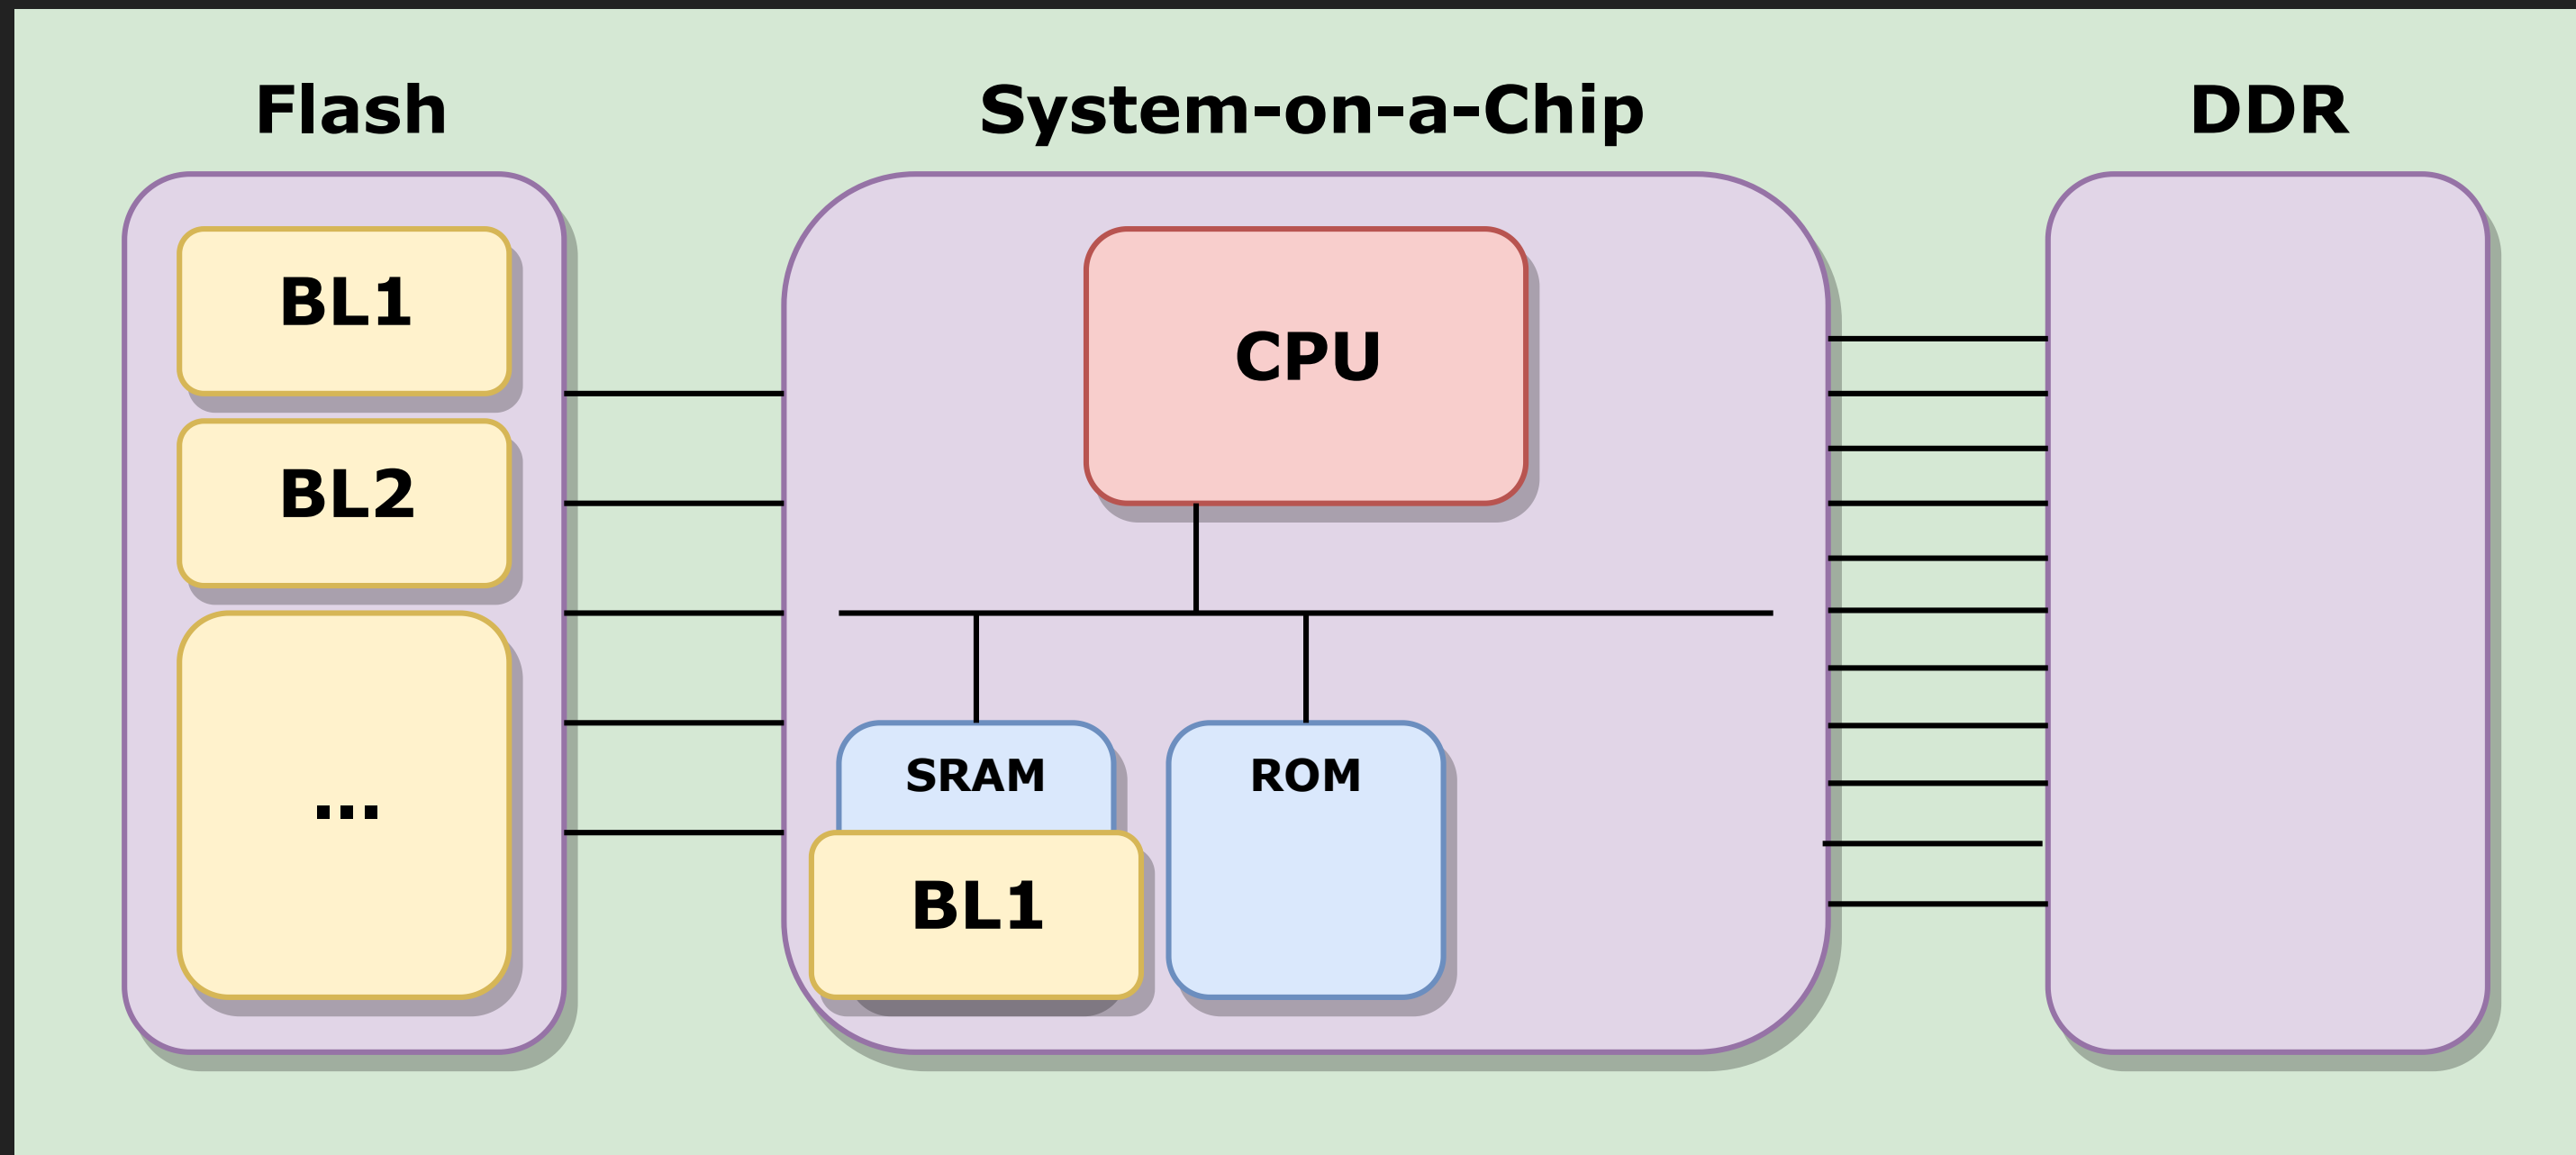 Flash
System-on-a-Chip
DDR
BL1
BL2
...
CPU
SRAM
ROM
BL1